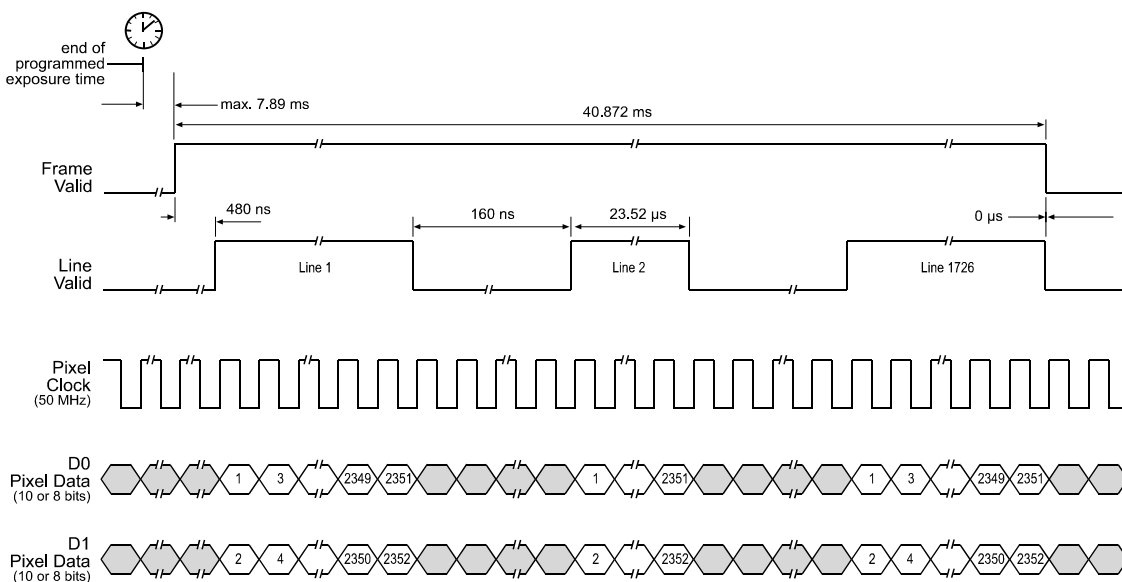 end of
programmed
exposure time
max. 7.89 ms
40.872 ms
Frame
Valid
480 ns
160 ns
23.52 µs
0 µs
Line
Valid
Line 1
Line 2
Line 1726
Pixel
Clock
(50 MHz)
D0
Pixel Data
(10 or 8 bits)
1 3 2349 2351 1 2351 1 3 2349 2351
D1
Pixel Data
(10 or 8 bits)
2 4 2350 2352 2 2352 2 4 2350 2352